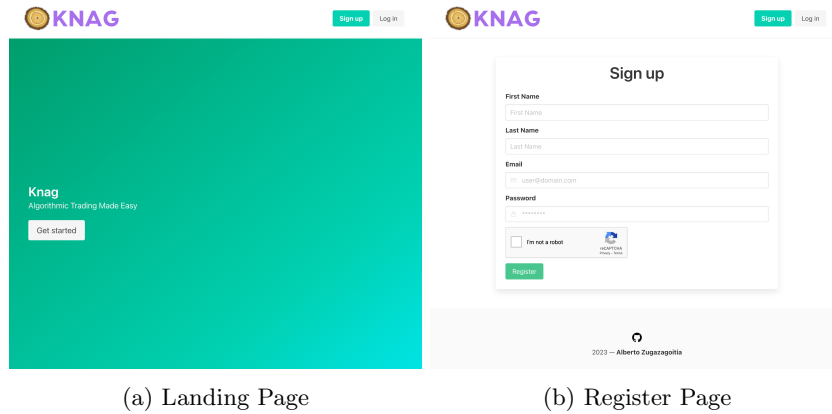 KNAG
Sign up
Log in
Knag
Algorithmic Trading Made Easy
Get started
(a) Landing Page
KNAG
Sign up
Log in
Sign up
First Name
First Name
Last Name
Last Name
Email
user@domain.com
Password
********
I'm not a robot
reCAPTCHA
Privacy - Terms
Register
2023 — Alberto Zugazagoitia
(b) Register Page